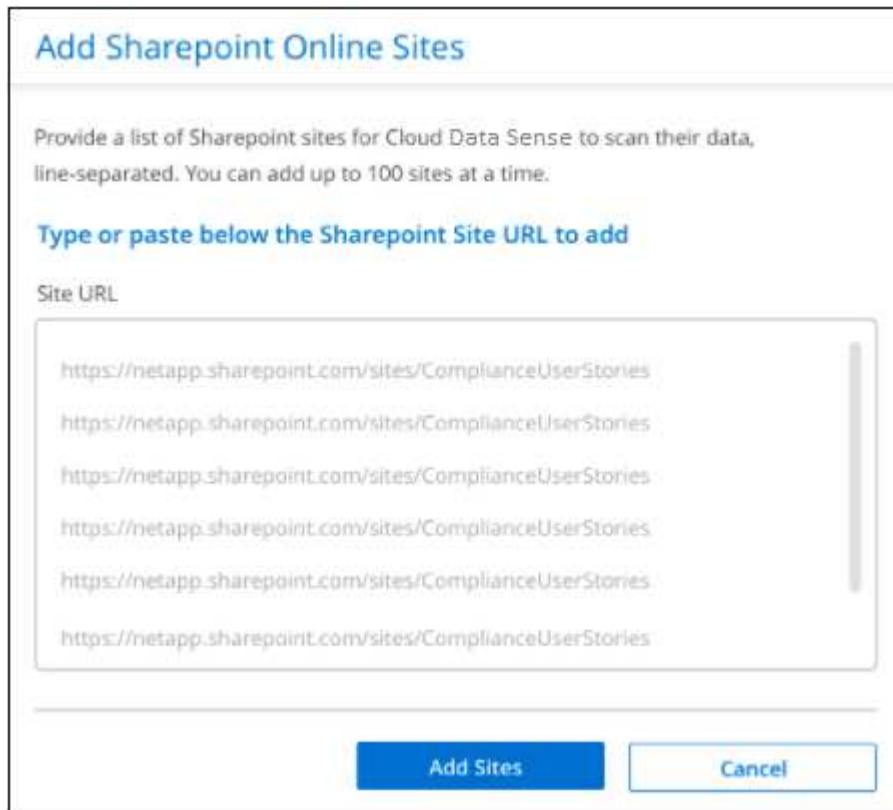 Add Sharepoint Online Sites
Provide a list of Sharepoint sites for Cloud Data Sense to scan their data,
line-separated. You can add up to 100 sites at a time.
Type or paste below the Sharepoint Site URL to add
Site URL
https://netapp.sharepoint.com/sites/ComplianceUserStories
https://netapp.sharepoint.com/sites/ComplianceUserStories
https://netapp.sharepoint.com/sites/ComplianceUserStories
https://netapp.sharepoint.com/sites/ComplianceUserStories
https://netapp.sharepoint.com/sites/ComplianceUserStories
https://netapp.sharepoint.com/sites/ComplianceUserStories
Add Sites
Cancel